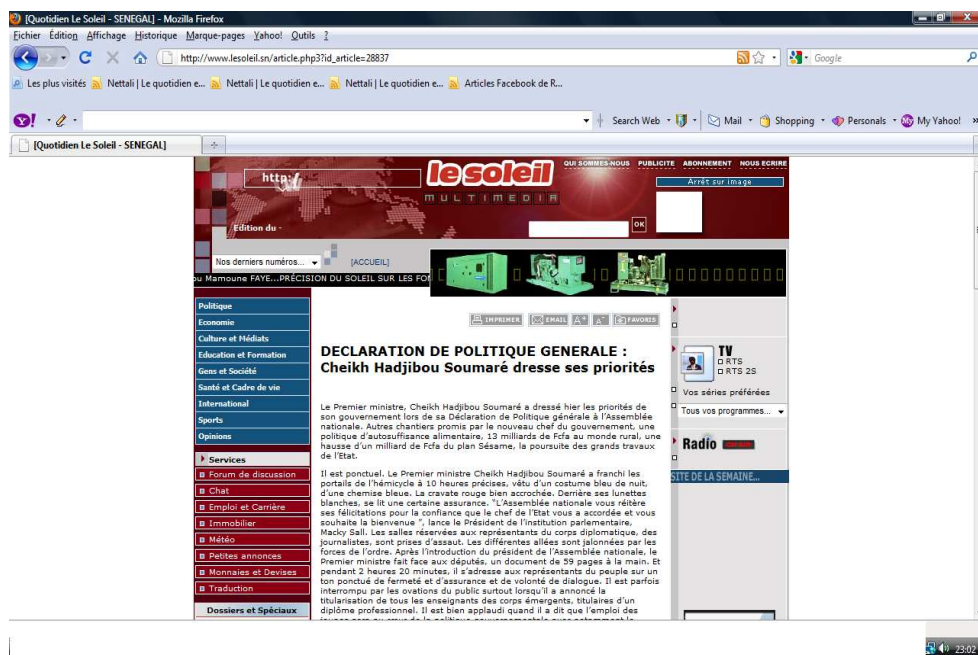 [Quotidien Le Soleil - SENEGAL] - Mozilla Firefox
Fichier Édition Affichage Historique Marque-pages Yahoo! Outils ?
http://www.lesoleil.sn/article.php3?id_article=28837
Google
Les plus visités Nettali | Le quotidien e... Nettali | Le quotidien e... Nettali | Le quotidien e... Articles Facebook de R...
Y! Search Web Mail Shopping Personals My Yahoo! »
[Quotidien Le Soleil - SENEGAL]
QUI SOMMES-NOUS PUBLICITE ABONNEMENT NOUS ECRIRE
http:// le soleil
MULTIMEDIA
Arrêt sur image
Edition du -
OK
Nos derniers numéros... [ACCUEIL]
ou Mamoune FAYE...PRÉCISION DU SOLEIL SUR LES FO
Politique
Economie
Culture et Médiats
Education et Formation
Gens et Société
Santé et Cadre de vie
International
Sports
Opinions
Services
Forum de discussion
Chat
Emploi et Carrière
Immobilier
Météo
Petites annonces
Monnaies et Devises
Traduction
Dossiers et Spéciaux
IMPRIMER EMAIL A+ A- FAVORIS
DECLARATION DE POLITIQUE GENERALE :
Cheikh Hadjibou Soumaré dresse ses priorités
Le Premier ministre, Cheikh Hadjibou Soumaré a dressé hier les priorités de
son gouvernement lors de sa Déclaration de Politique générale à l'Assemblée
nationale. Autres chantiers promis par le nouveau chef du gouvernement, une
politique d'autosuffisance alimentaire, 13 milliards de Fcfa au monde rural, une
hausse d'un milliard de Fcfa du plan Sésame, la poursuite des grands travaux
de l'Etat.
Il est ponctuel. Le Premier ministre Cheikh Hadjibou Soumaré a franchi les
portails de l'hémicycle à 10 heures précises, vêtu d'un costume bleu de nuit,
d'une chemise bleue. La cravate rouge bien accrochée. Derrière ses lunettes
blanches, se lit une certaine assurance. "L'Assemblée nationale vous réitère
ses félicitations pour la confiance que le chef de l'Etat vous a accordée et vous
souhaite la bienvenue ", lance le Président de l'institution parlementaire,
Macky Sall. Les salles réservées aux représentants du corps diplomatique, des
journalistes, sont prises d'assaut. Les différentes allées sont jalonnées par les
forces de l'ordre. Après l'introduction du président de l'Assemblée nationale, le
Premier ministre fait face aux députés, un document de 59 pages à la main. Et
pendant 2 heures 20 minutes, il s'adresse aux représentants du peuple sur un
ton ponctué de fermeté et d'assurance et de volonté de dialogue. Il est parfois
interrompu par les ovations du public surtout lorsqu'il a annoncé la
titularisation de tous les enseignants des corps émergents, titulaires d'un
diplôme professionnel. Il est bien applaudi quand il a dit que l'emploi des
TV
RTS
RTS 2S
Vos séries préférées
Tous vos programmes...
Radio
SITE DE LA SEMAINE...
23:02